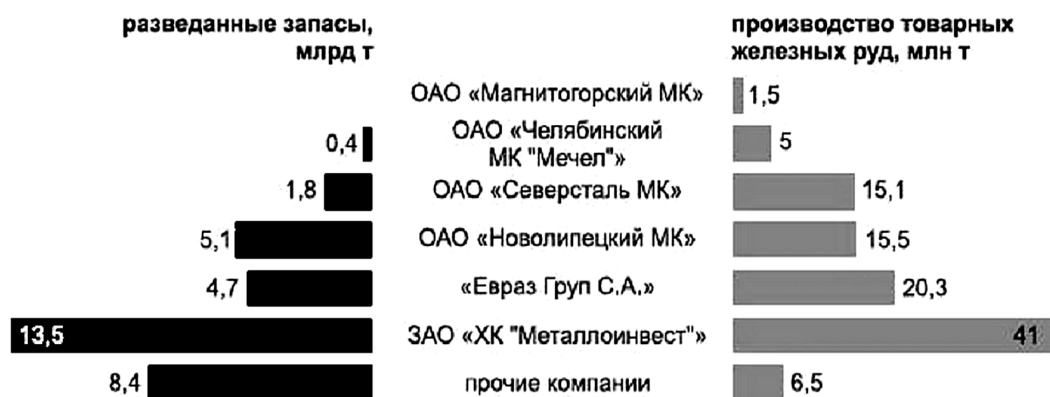 разведанные запасы,
млрд т
производство товарных
железных руд, млн т
ОАО «Магнитогорский МК» 1,5
0,4 ОАО «Челябинский
МК "Мечел"» 5
1,8 ОАО «Северсталь МК» 15,1
5,1 ОАО «Новолипецкий МК» 15,5
4,7 «Евраз Груп С.А.» 20,3
13,5 ЗАО «ХК "Металлоинвест"» 41
8,4 прочие компании 6,5